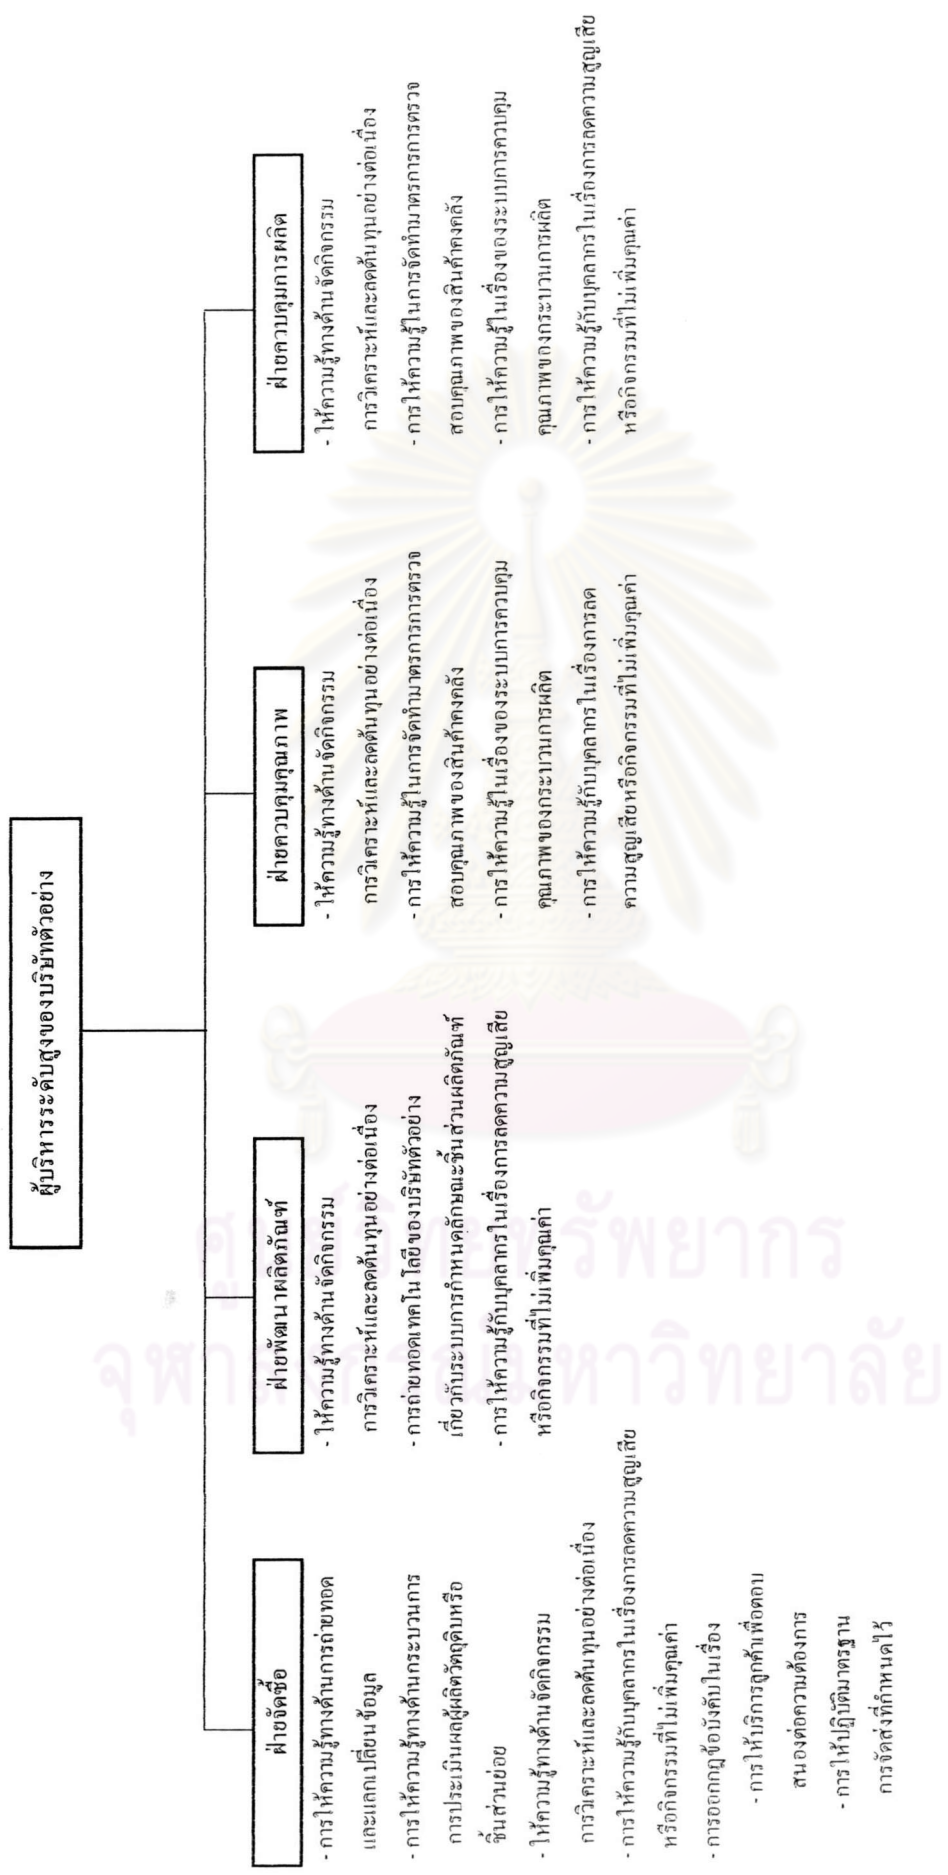 ผู้บริหารระดับสูงของบริษัทตัวอย่าง
ฝ่ายจัดซื้อ
- การให้ความรู้ทางด้านการถ่ายทอด
และแลกเปลี่ยนข้อมูล
- การให้ความรู้ทางด้านกระบวนการ
การประเมินผลผู้ผลิตวัตถุดิบหรือ
ชิ้นส่วนย่อย
- ให้ความรู้ทางด้านจัดกิจกรรม
การวิเคราะห์และลดต้นทุนอย่างต่อเนื่อง
- การให้ความรู้กับบุคลากรในเรื่องการลดความสูญเสีย
หรือกิจกรรมที่ไม่เพิ่มคุณค่า
- การออกกฎข้อบังคับในเรื่อง
- การให้บริการลูกค้าเพื่อตอบ
สนองต่อความต้องการ
- การให้ปฏิบัติมาตรฐาน
การจัดส่งที่กำหนดไว้
ฝ่ายพัฒนาผลิตภัณฑ์
- ให้ความรู้ทางด้านจัดกิจกรรม
การวิเคราะห์และลดต้นทุนอย่างต่อเนื่อง
- การถ่ายทอดเทคโนโลยีของบริษัทตัวอย่าง
เกี่ยวกับระบบการกำหนดลักษณะชิ้นส่วนผลิตภัณฑ์
- การให้ความรู้กับบุคลากรในเรื่องการลดความสูญเสีย
หรือกิจกรรมที่ไม่เพิ่มคุณค่า
ฝ่ายควบคุมคุณภาพ
- ให้ความรู้ทางด้านจัดกิจกรรม
การวิเคราะห์และลดต้นทุนอย่างต่อเนื่อง
- การให้ความรู้ในการจัดทำมาตรการการตรวจ
สอบคุณภาพของสินค้าคงคลัง
- การให้ความรู้ในเรื่องของระบบการควบคุม
คุณภาพของกระบวนการผลิต
- การให้ความรู้กับบุคลากรในเรื่องการลด
ความสูญเสียหรือกิจกรรมที่ไม่เพิ่มคุณค่า
ฝ่ายควบคุมการผลิต
- ให้ความรู้ทางด้านจัดกิจกรรม
การวิเคราะห์และลดต้นทุนอย่างต่อเนื่อง
- การให้ความรู้ในการจัดทำมาตรการการตรวจ
สอบคุณภาพของสินค้าคงคลัง
- การให้ความรู้ในเรื่องของระบบการควบคุม
คุณภาพของกระบวนการผลิต
- การให้ความรู้กับบุคลากรในเรื่องการลดความสูญเสีย
หรือกิจกรรมที่ไม่เพิ่มคุณค่า
ศูนย์วิทยทรัพยากร
จุฬาลงกรณ์มหาวิทยาลัย